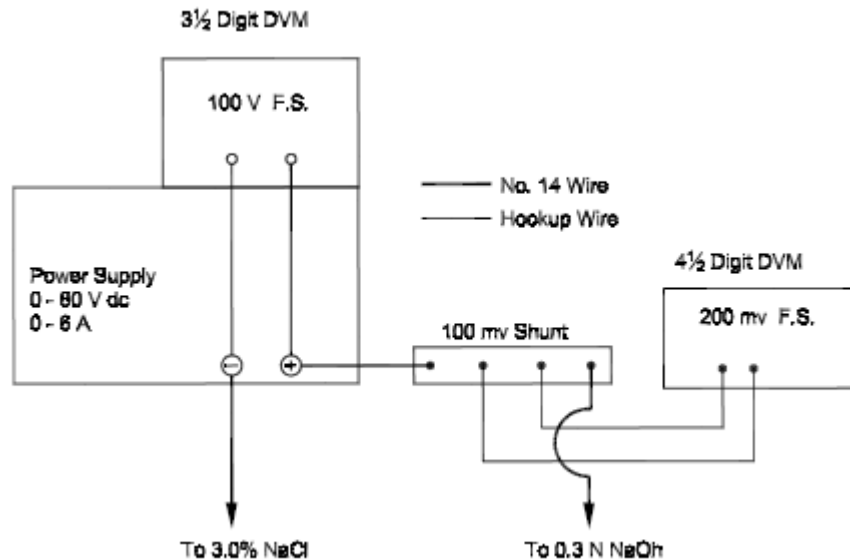 3½ Digit DVM
100 V F.S.
No. 14 Wire
Hookup Wire
Power Supply
0 - 60 V dc
0 - 6 A
4½ Digit DVM
200 mv F.S.
100 mv Shunt
− +
To 3.0% NaCl
To 0.3 N NaOh